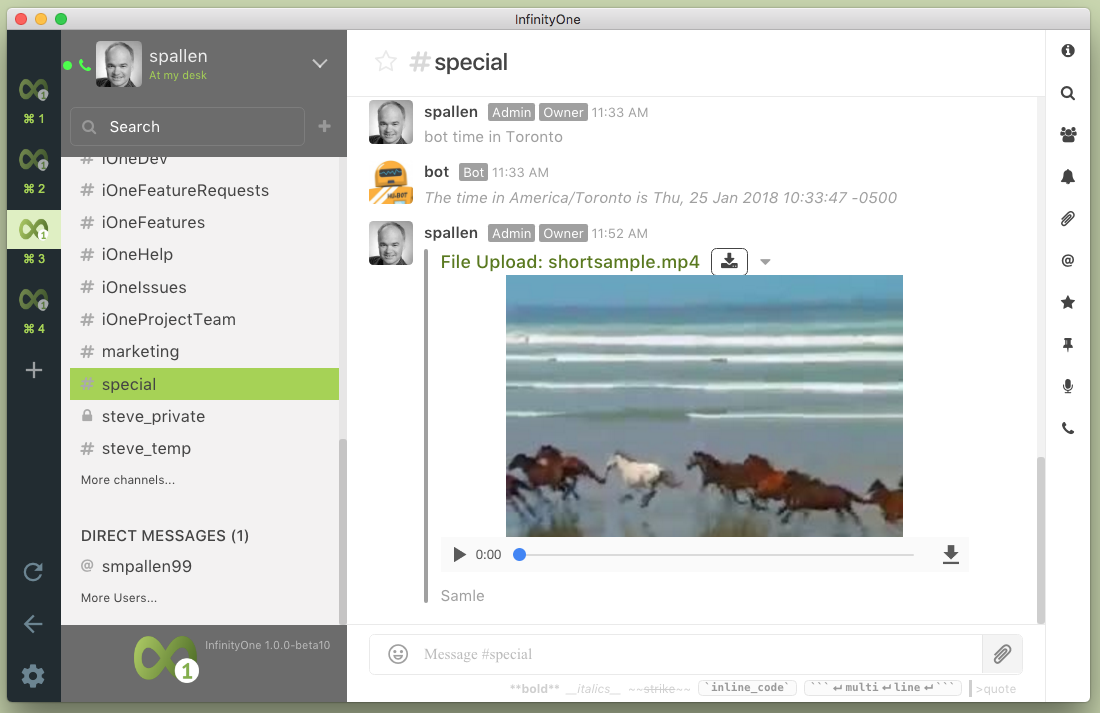 InfinityOne
spallen
At my desk
Search
⌘ 1
⌘ 2
⌘ 3
⌘ 4
# iOneDev
# iOneFeatureRequests
# iOneFeatures
# iOneHelp
# iOneIssues
# iOneProjectTeam
# marketing
# special
steve_private
# steve_temp
More channels...
DIRECT MESSAGES (1)
@ smpallen99
More Users...
1
InfinityOne 1.0.0-beta10
#special
spallen Admin Owner 11:33 AM
bot time in Toronto
bot Bot 11:33 AM
The time in America/Toronto is Thu, 25 Jan 2018 10:33:47 -0500
spallen Admin Owner 11:52 AM
File Upload: shortsample.mp4
0:00
Samle
Message #special
**bold** __italics__ ~~strike~~ `inline_code` ```↵multi↵line↵``` >quote
@